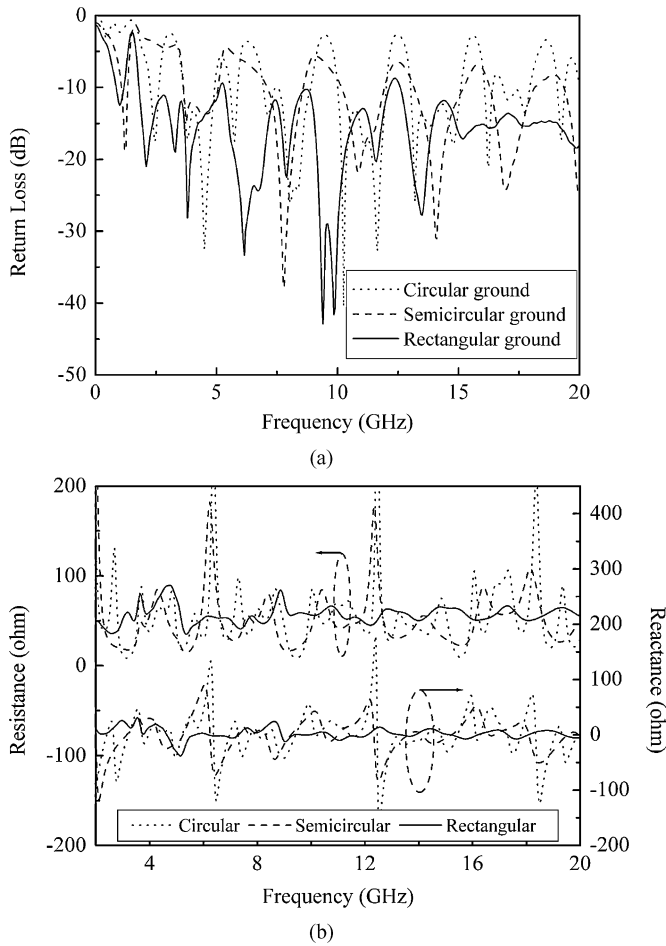 0
-10
-20
-30
-40
-50
Return Loss (dB)
Circular ground
Semicircular ground
Rectangular ground
0 5 10 15 20
Frequency (GHz)
(a)
200
100
0
-100
-200
Resistance (ohm)
400
300
200
100
0
-100
-200
Reactance (ohm)
Circular Semicircular Rectangular
4 8 12 16 20
Frequency (GHz)
(b)